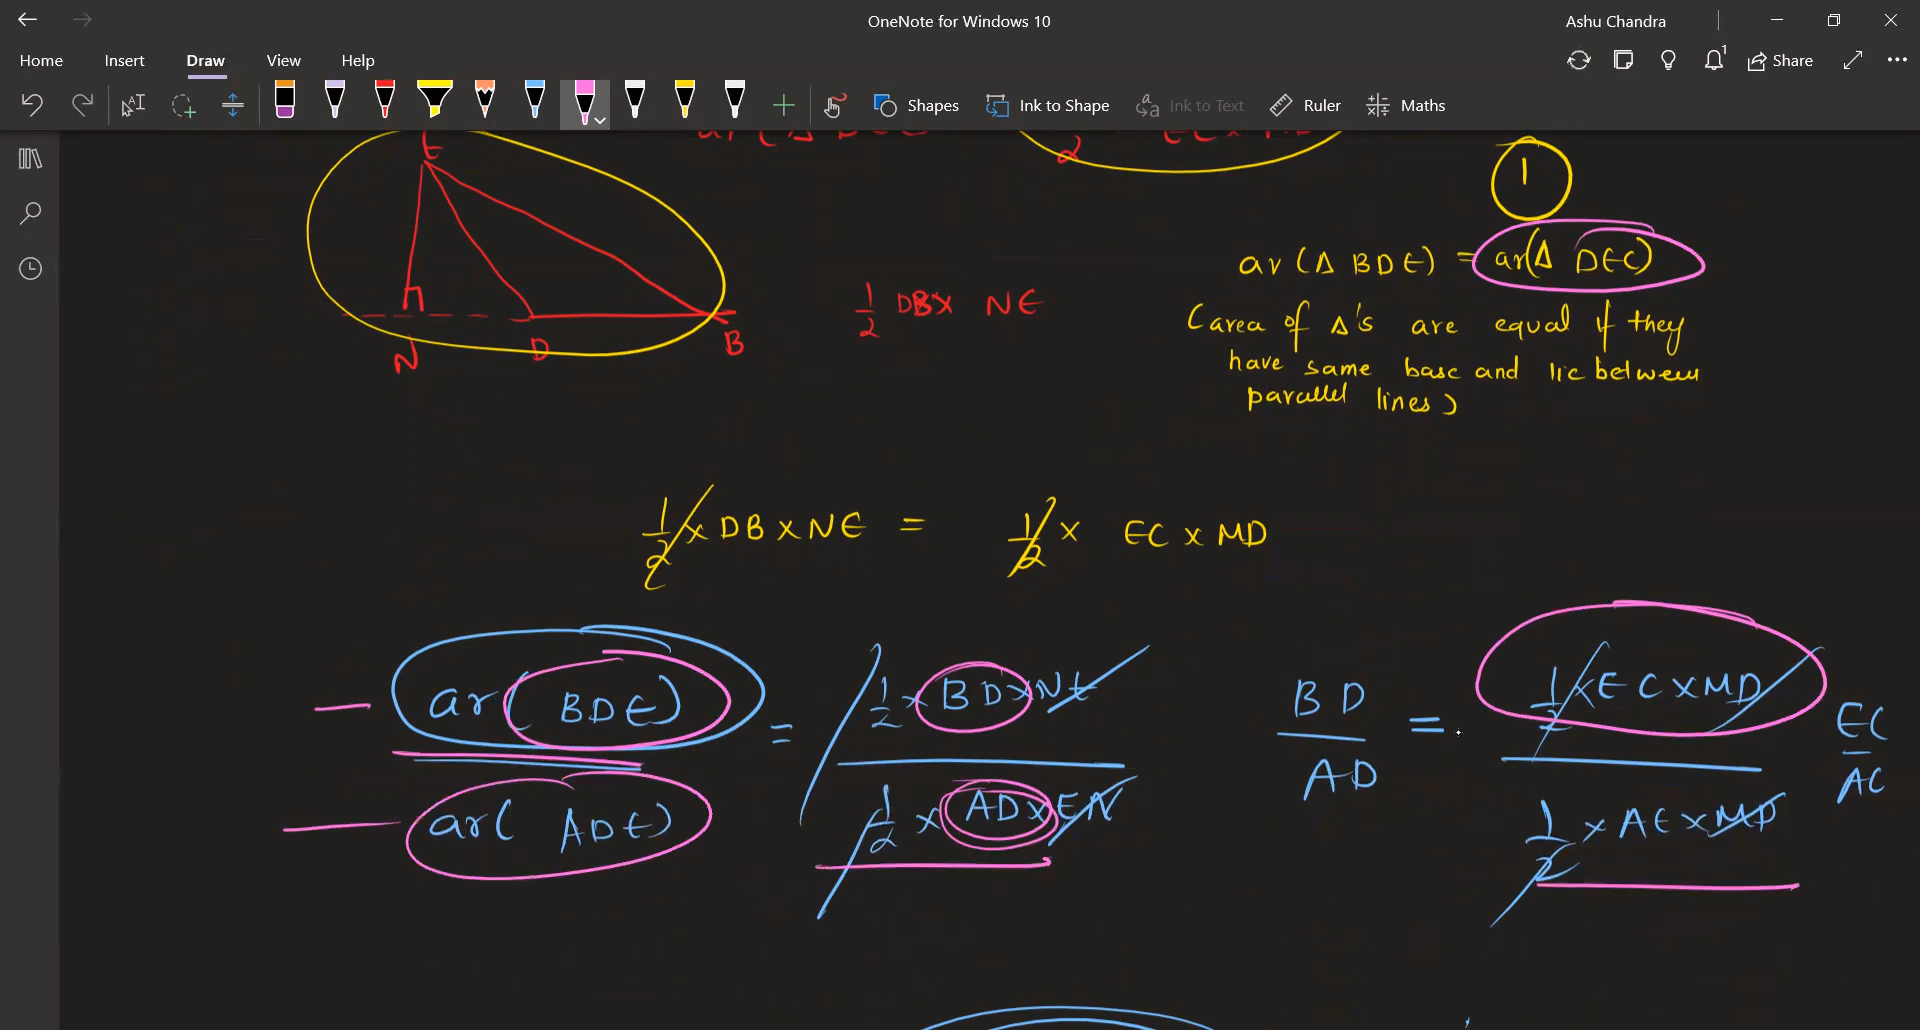 OneNote for Windows 10
Ashu Chandra
Home Insert Draw View Help
1
Share
Shapes Ink to Shape Ink to Text Ruler Maths
E
N D B
1/2 DB× NE
1
ar(Δ BDE) = ar(Δ DEC)
(area of Δ's are equal if they
have same base and lie between
parallel lines)
1/2 × DB × NE = 1/2 × EC × MD
ar( BDE) / ar( ADE) = 1/2 × BD × NE / 1/2 × AD × EN
BD / AD = 1/2 × EC × MD / 1/2 × AE × MD
EC / AC